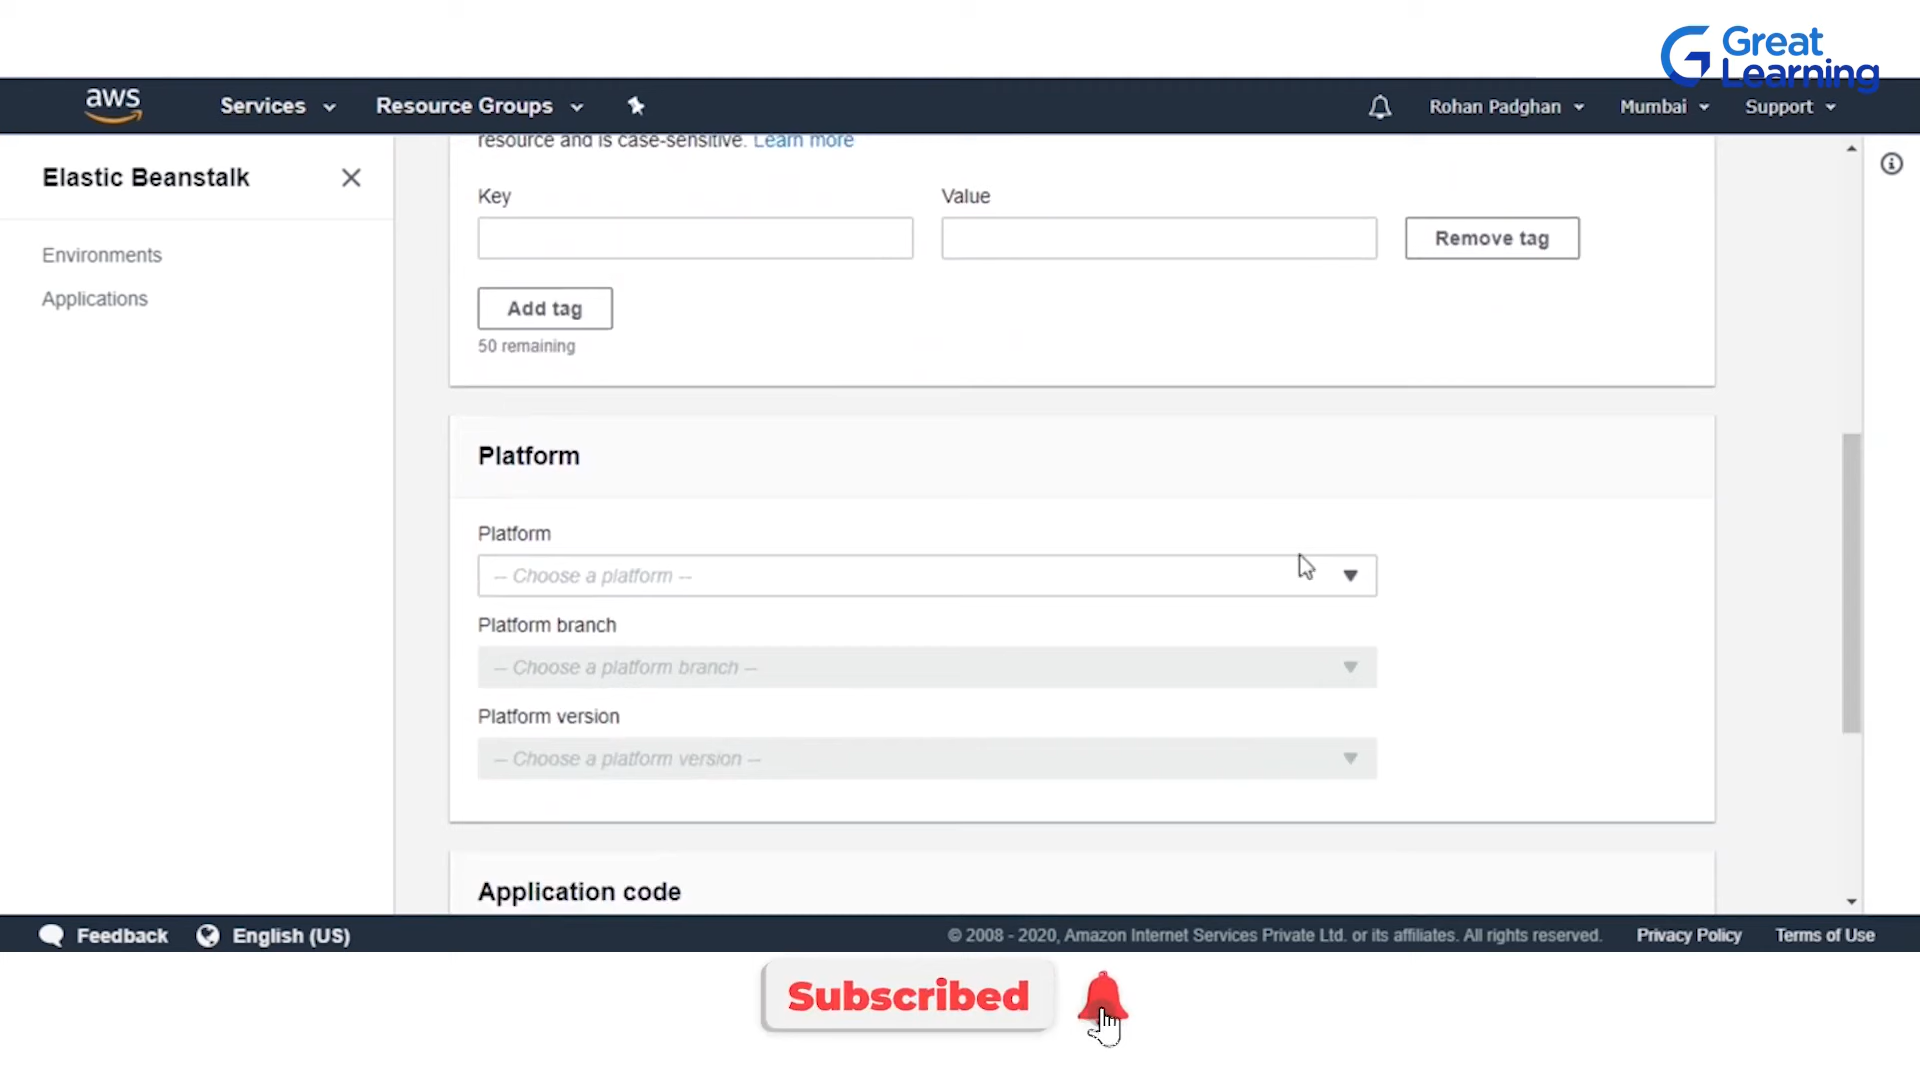 Great
Learning
aws
Services
Resource Groups
Rohan Padghan
Mumbai
Support
resource and is case-sensitive. Learn more
Elastic Beanstalk
Environments
Applications
Key
Value
Remove tag
Add tag
50 remaining
Platform
Platform
-- Choose a platform --
Platform branch
-- Choose a platform branch --
Platform version
-- Choose a platform version --
Application code
Feedback
English (US)
© 2008 - 2020, Amazon Internet Services Private Ltd. or its affiliates. All rights reserved.
Privacy Policy
Terms of Use
Subscribed